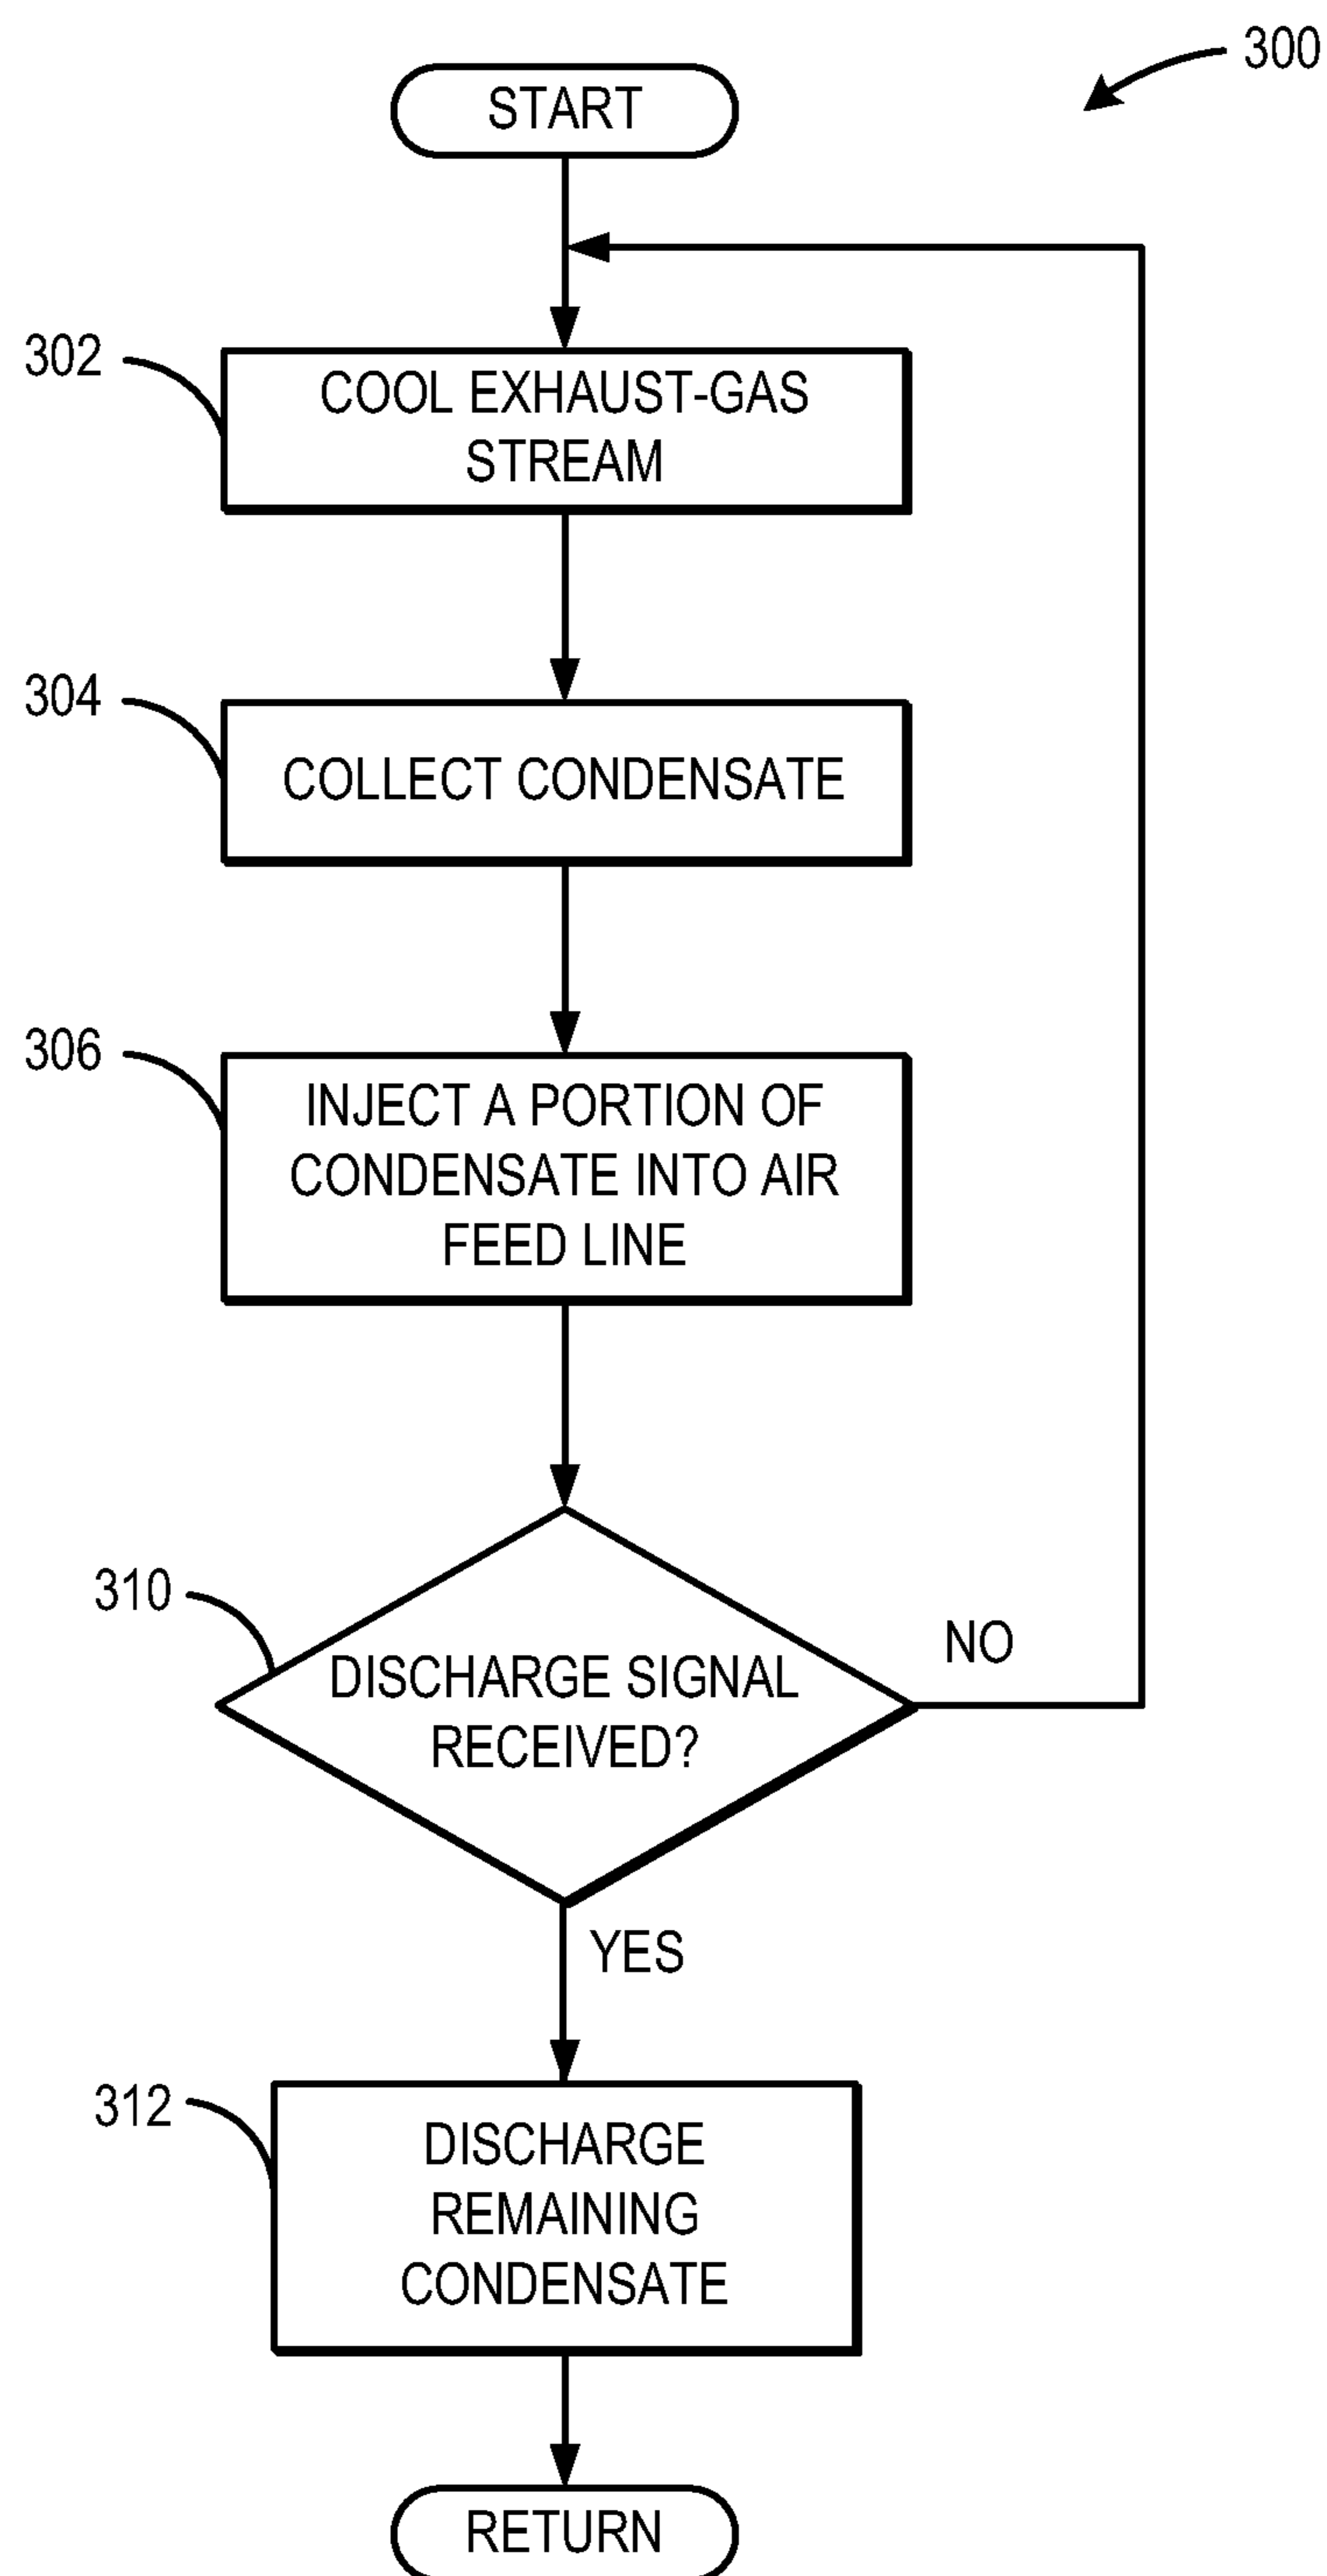 300
START
302
COOL EXHAUST-GAS
STREAM
304
COLLECT CONDENSATE
306
INJECT A PORTION OF
CONDENSATE INTO AIR
FEED LINE
310
DISCHARGE SIGNAL
RECEIVED?
NO
YES
312
DISCHARGE
REMAINING
CONDENSATE
RETURN